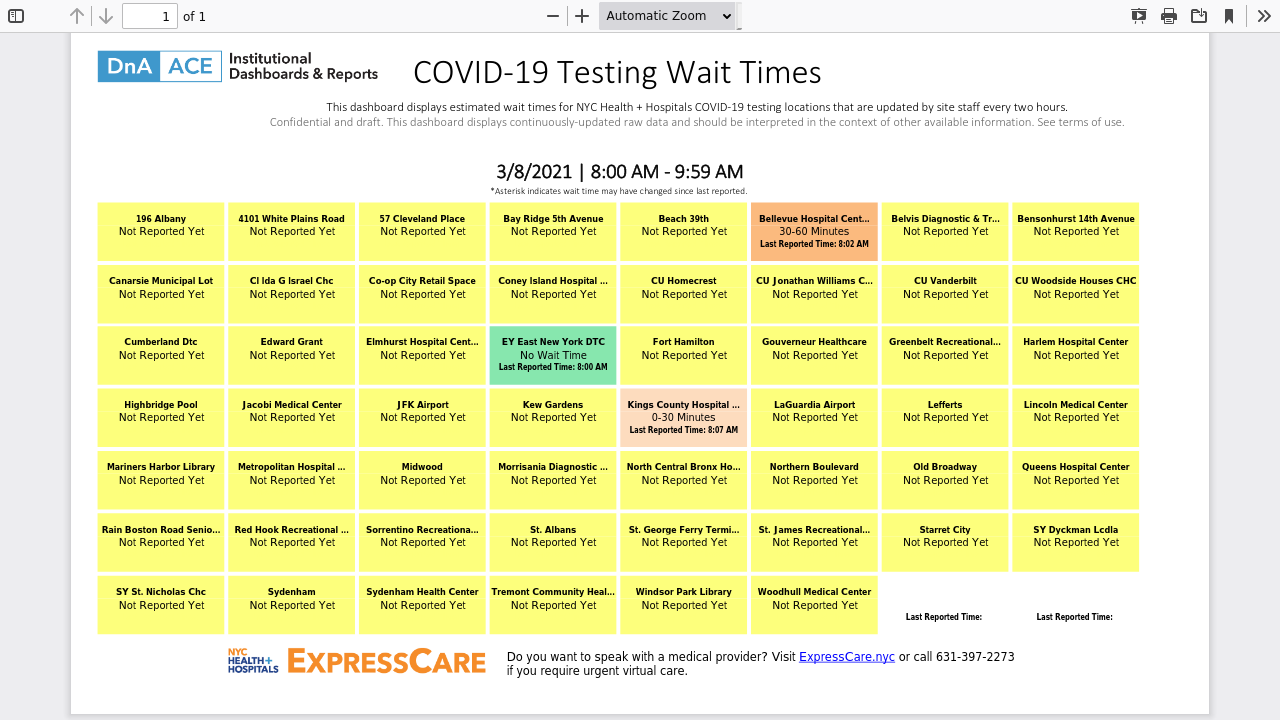 1 of 1 Automatic Zoom
DnA ACE Institutional
Dashboards & Reports
COVID-19 Testing Wait Times
This dashboard displays estimated wait times for NYC Health + Hospitals COVID-19 testing locations that are updated by site staff every two hours.
Confidential and draft. This dashboard displays continuously-updated raw data and should be interpreted in the context of other available information. See terms of use.
3/8/2021 | 8:00 AM - 9:59 AM
*Asterisk indicates wait time may have changed since last reported.
196 Albany
Not Reported Yet
4101 White Plains Road
Not Reported Yet
57 Cleveland Place
Not Reported Yet
Bay Ridge 5th Avenue
Not Reported Yet
Beach 39th
Not Reported Yet
Bellevue Hospital Cent...
30-60 Minutes
Last Reported Time: 8:02 AM
Belvis Diagnostic & Tr...
Not Reported Yet
Bensonhurst 14th Avenue
Not Reported Yet
Canarsie Municipal Lot
Not Reported Yet
Cl Ida G Israel Chc
Not Reported Yet
Co-op City Retail Space
Not Reported Yet
Coney Island Hospital ...
Not Reported Yet
CU Homecrest
Not Reported Yet
CU Jonathan Williams C...
Not Reported Yet
CU Vanderbilt
Not Reported Yet
CU Woodside Houses CHC
Not Reported Yet
Cumberland Dtc
Not Reported Yet
Edward Grant
Not Reported Yet
Elmhurst Hospital Cent...
Not Reported Yet
EY East New York DTC
No Wait Time
Last Reported Time: 8:00 AM
Fort Hamilton
Not Reported Yet
Gouverneur Healthcare
Not Reported Yet
Greenbelt Recreational...
Not Reported Yet
Harlem Hospital Center
Not Reported Yet
Highbridge Pool
Not Reported Yet
Jacobi Medical Center
Not Reported Yet
JFK Airport
Not Reported Yet
Kew Gardens
Not Reported Yet
Kings County Hospital ...
0-30 Minutes
Last Reported Time: 8:07 AM
LaGuardia Airport
Not Reported Yet
Lefferts
Not Reported Yet
Lincoln Medical Center
Not Reported Yet
Mariners Harbor Library
Not Reported Yet
Metropolitan Hospital ...
Not Reported Yet
Midwood
Not Reported Yet
Morrisania Diagnostic ...
Not Reported Yet
North Central Bronx Ho...
Not Reported Yet
Northern Boulevard
Not Reported Yet
Old Broadway
Not Reported Yet
Queens Hospital Center
Not Reported Yet
Rain Boston Road Senio...
Not Reported Yet
Red Hook Recreational ...
Not Reported Yet
Sorrentino Recreationa...
Not Reported Yet
St. Albans
Not Reported Yet
St. George Ferry Termi...
Not Reported Yet
St. James Recreational...
Not Reported Yet
Starret City
Not Reported Yet
SY Dyckman Lcdla
Not Reported Yet
SY St. Nicholas Chc
Not Reported Yet
Sydenham
Not Reported Yet
Sydenham Health Center
Not Reported Yet
Tremont Community Heal...
Not Reported Yet
Windsor Park Library
Not Reported Yet
Woodhull Medical Center
Not Reported Yet
Last Reported Time:
Last Reported Time:
NYC
HEALTH+
HOSPITALS
EXPRESSCARE
Do you want to speak with a medical provider? Visit ExpressCare.nyc or call 631-397-2273
if you require urgent virtual care.